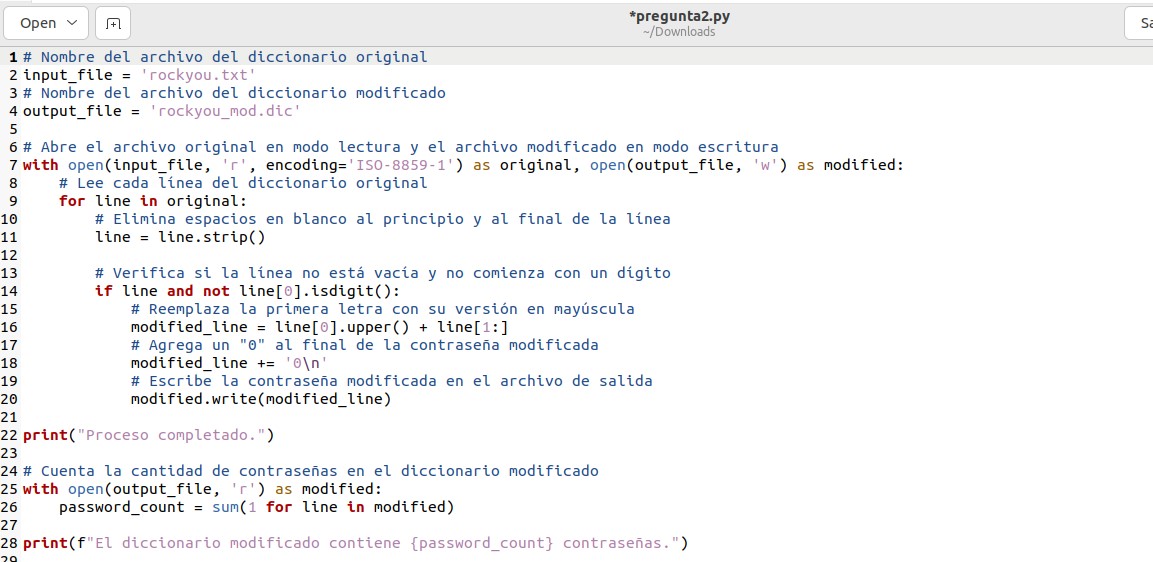 Open
*pregunta2.py
~/Downloads
Sa
1 # Nombre del archivo del diccionario original
2 input_file = 'rockyou.txt'
3 # Nombre del archivo del diccionario modificado
4 output_file = 'rockyou_mod.dic'
5
6 # Abre el archivo original en modo lectura y el archivo modificado en modo escritura
7 with open(input_file, 'r', encoding='ISO-8859-1') as original, open(output_file, 'w') as modified:
8     # Lee cada línea del diccionario original
9     for line in original:
10         # Elimina espacios en blanco al principio y al final de la línea
11         line = line.strip()
12
13         # Verifica si la línea no está vacía y no comienza con un dígito
14         if line and not line[0].isdigit():
15             # Reemplaza la primera letra con su versión en mayúscula
16             modified_line = line[0].upper() + line[1:]
17             # Agrega un "0" al final de la contraseña modificada
18             modified_line += '0\n'
19             # Escribe la contraseña modificada en el archivo de salida
20             modified.write(modified_line)
21
22 print("Proceso completado.")
23
24 # Cuenta la cantidad de contraseñas en el diccionario modificado
25 with open(output_file, 'r') as modified:
26     password_count = sum(1 for line in modified)
27
28 print(f"El diccionario modificado contiene {password_count} contraseñas.")
29